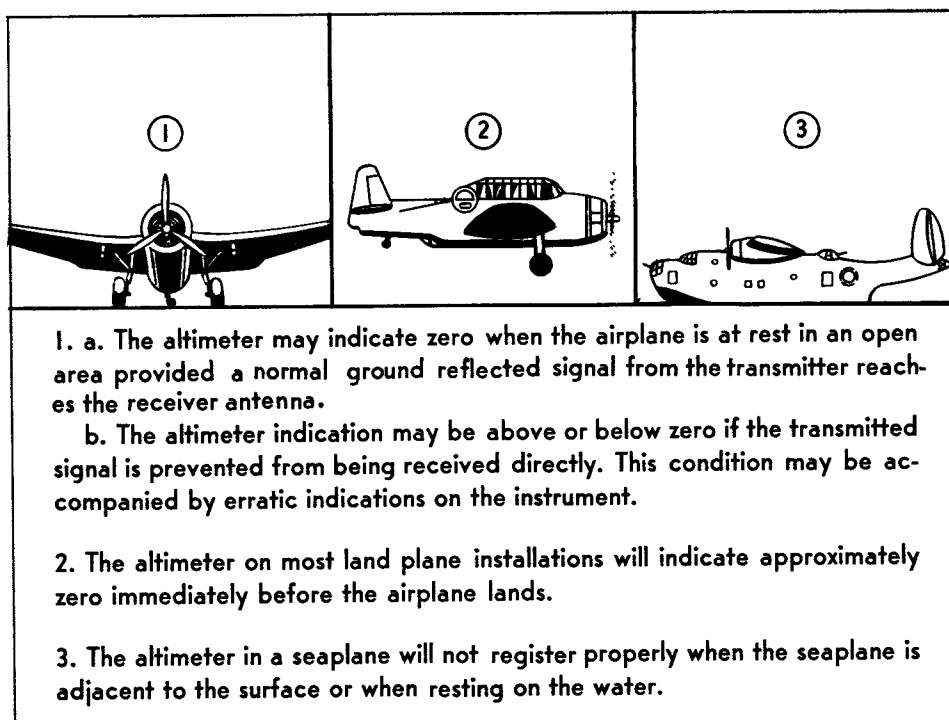 1
2
3
1. a. The altimeter may indicate zero when the airplane is at rest in an open
area provided a normal ground reflected signal from the transmitter reach-
es the receiver antenna.
b. The altimeter indication may be above or below zero if the transmitted
signal is prevented from being received directly. This condition may be ac-
companied by erratic indications on the instrument.
2. The altimeter on most land plane installations will indicate approximately
zero immediately before the airplane lands.
3. The altimeter in a seaplane will not register properly when the seaplane is
adjacent to the surface or when resting on the water.